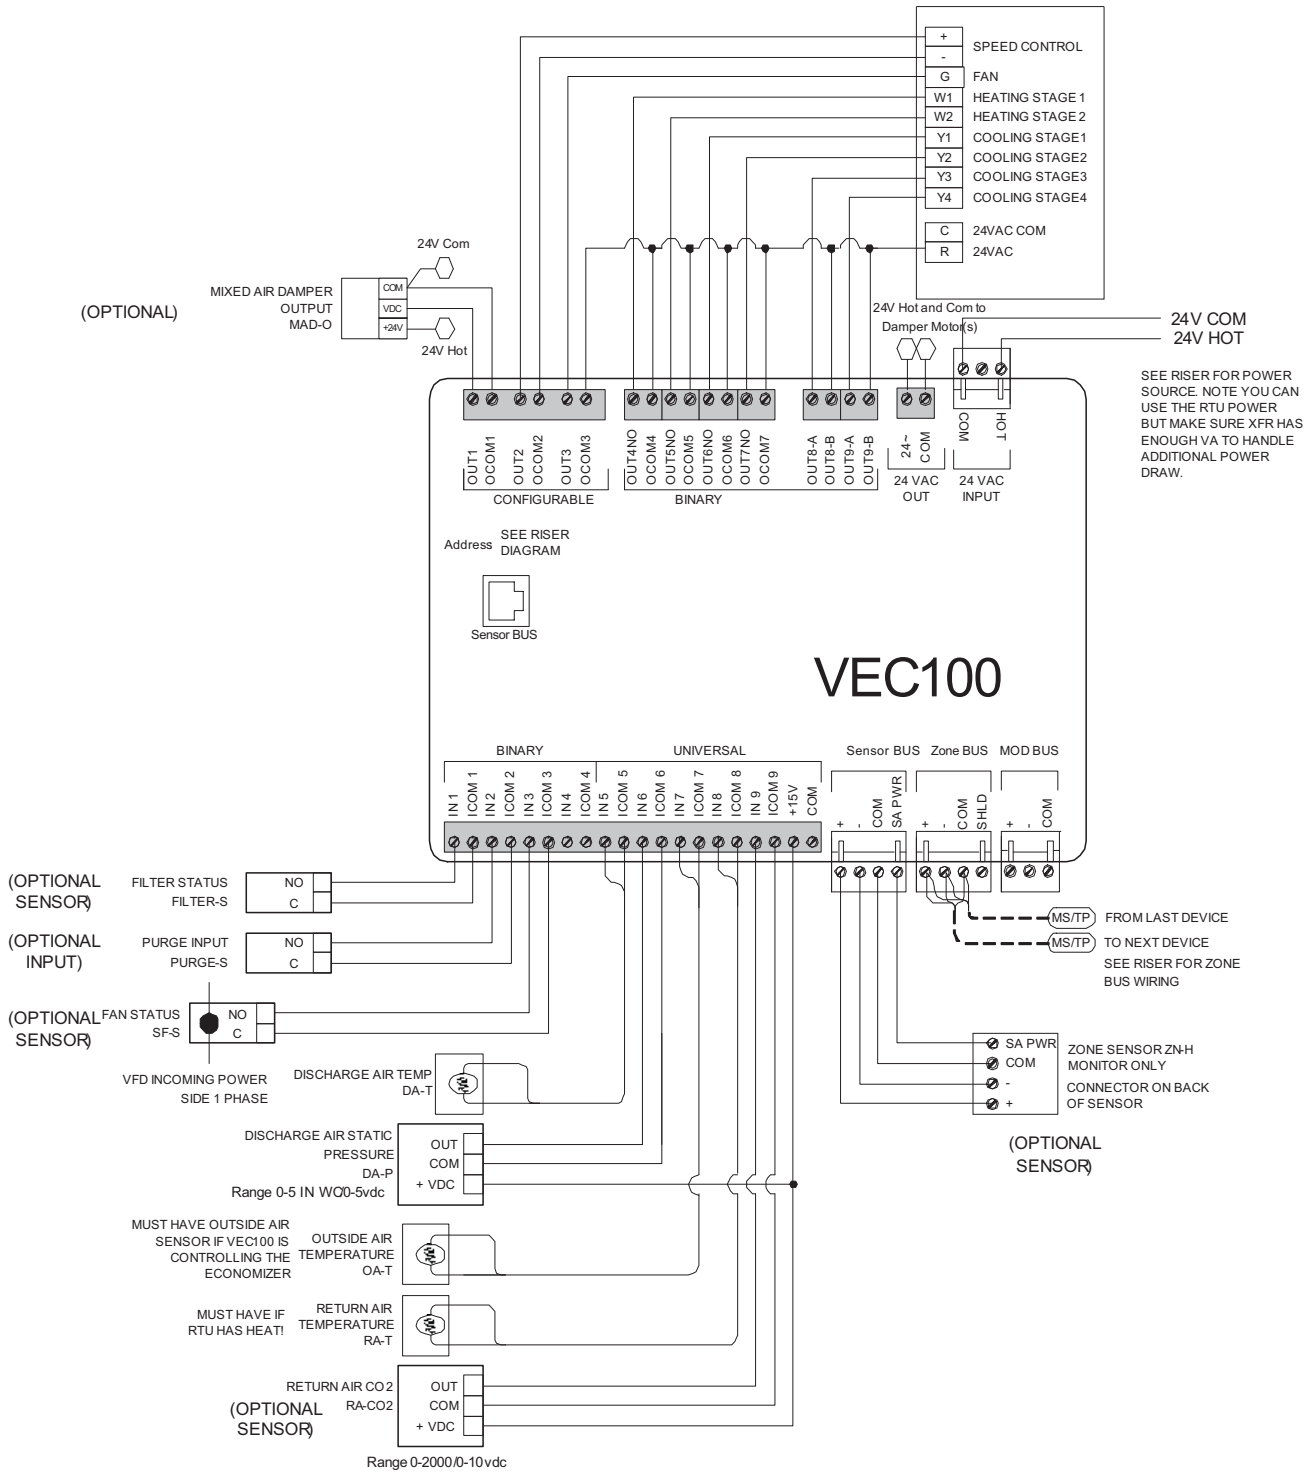 +
SPEED CONTROL
-
G FAN
W1 HEATING STAGE 1
W2 HEATING STAGE 2
Y1 COOLING STAGE1
Y2 COOLING STAGE2
Y3 COOLING STAGE3
Y4 COOLING STAGE4
C 24VAC COM
R 24VAC
24V Com
(OPTIONAL)
MIXED AIR DAMPER
OUTPUT
MAD-O
COM
VDC
+24V
24V Hot
24V Hot and Com to
Damper Motor(s)
24V COM
24V HOT
SEE RISER FOR POWER
SOURCE. NOTE YOU CAN
USE THE RTU POWER
BUT MAKE SURE XFR HAS
ENOUGH VA TO HANDLE
ADDITIONAL POWER
DRAW.
OUT1
OCOM1
OUT2
OCOM2
OUT3
OCOM3
CONFIGURABLE
OUT4NO
OCOM4
OUT5NO
OCOM5
OUT6NO
OCOM6
OUT7NO
OCOM7
OUT8-A
OUT8-B
OUT9-A
OUT9-B
BINARY
24~
COM
24 VAC
OUT
COM
HOT
24 VAC
INPUT
Address
SEE RISER
DIAGRAM
Sensor BUS
VEC100
BINARY
UNIVERSAL
IN 1
ICOM 1
IN 2
ICOM 2
IN 3
ICOM 3
IN 4
ICOM 4
IN 5
ICOM 5
IN 6
ICOM 6
IN 7
ICOM 7
IN 8
ICOM 8
IN 9
ICOM 9
+15V
COM
Sensor BUS
+
-
COM
SA PWR
Zone BUS
+
-
COM
SHLD
MOD BUS
+
-
COM
(OPTIONAL
SENSOR)
FILTER STATUS
FILTER-S
NO
C
(OPTIONAL
INPUT)
PURGE INPUT
PURGE-S
NO
C
(OPTIONAL
SENSOR)
FAN STATUS
SF-S
NO
C
VFD INCOMING POWER
SIDE 1 PHASE
MS/TP FROM LAST DEVICE
MS/TP TO NEXT DEVICE
SEE RISER FOR ZONE
BUS WIRING
SA PWR
COM
-
+
ZONE SENSOR ZN-H
MONITOR ONLY
CONNECTOR ON BACK
OF SENSOR
(OPTIONAL
SENSOR)
DISCHARGE AIR TEMP
DA-T
DISCHARGE AIR STATIC
PRESSURE
DA-P
Range 0-5 IN WC/0-5vdc
OUT
COM
+ VDC
MUST HAVE OUTSIDE AIR
SENSOR IF VEC100 IS
CONTROLLING THE
ECONOMIZER
OUTSIDE AIR
TEMPERATURE
OA-T
MUST HAVE IF
RTU HAS HEAT!
RETURN AIR
TEMPERATURE
RA-T
RETURN AIR CO2
RA-CO2
(OPTIONAL
SENSOR)
OUT
COM
+ VDC
Range 0-2000/0-10vdc